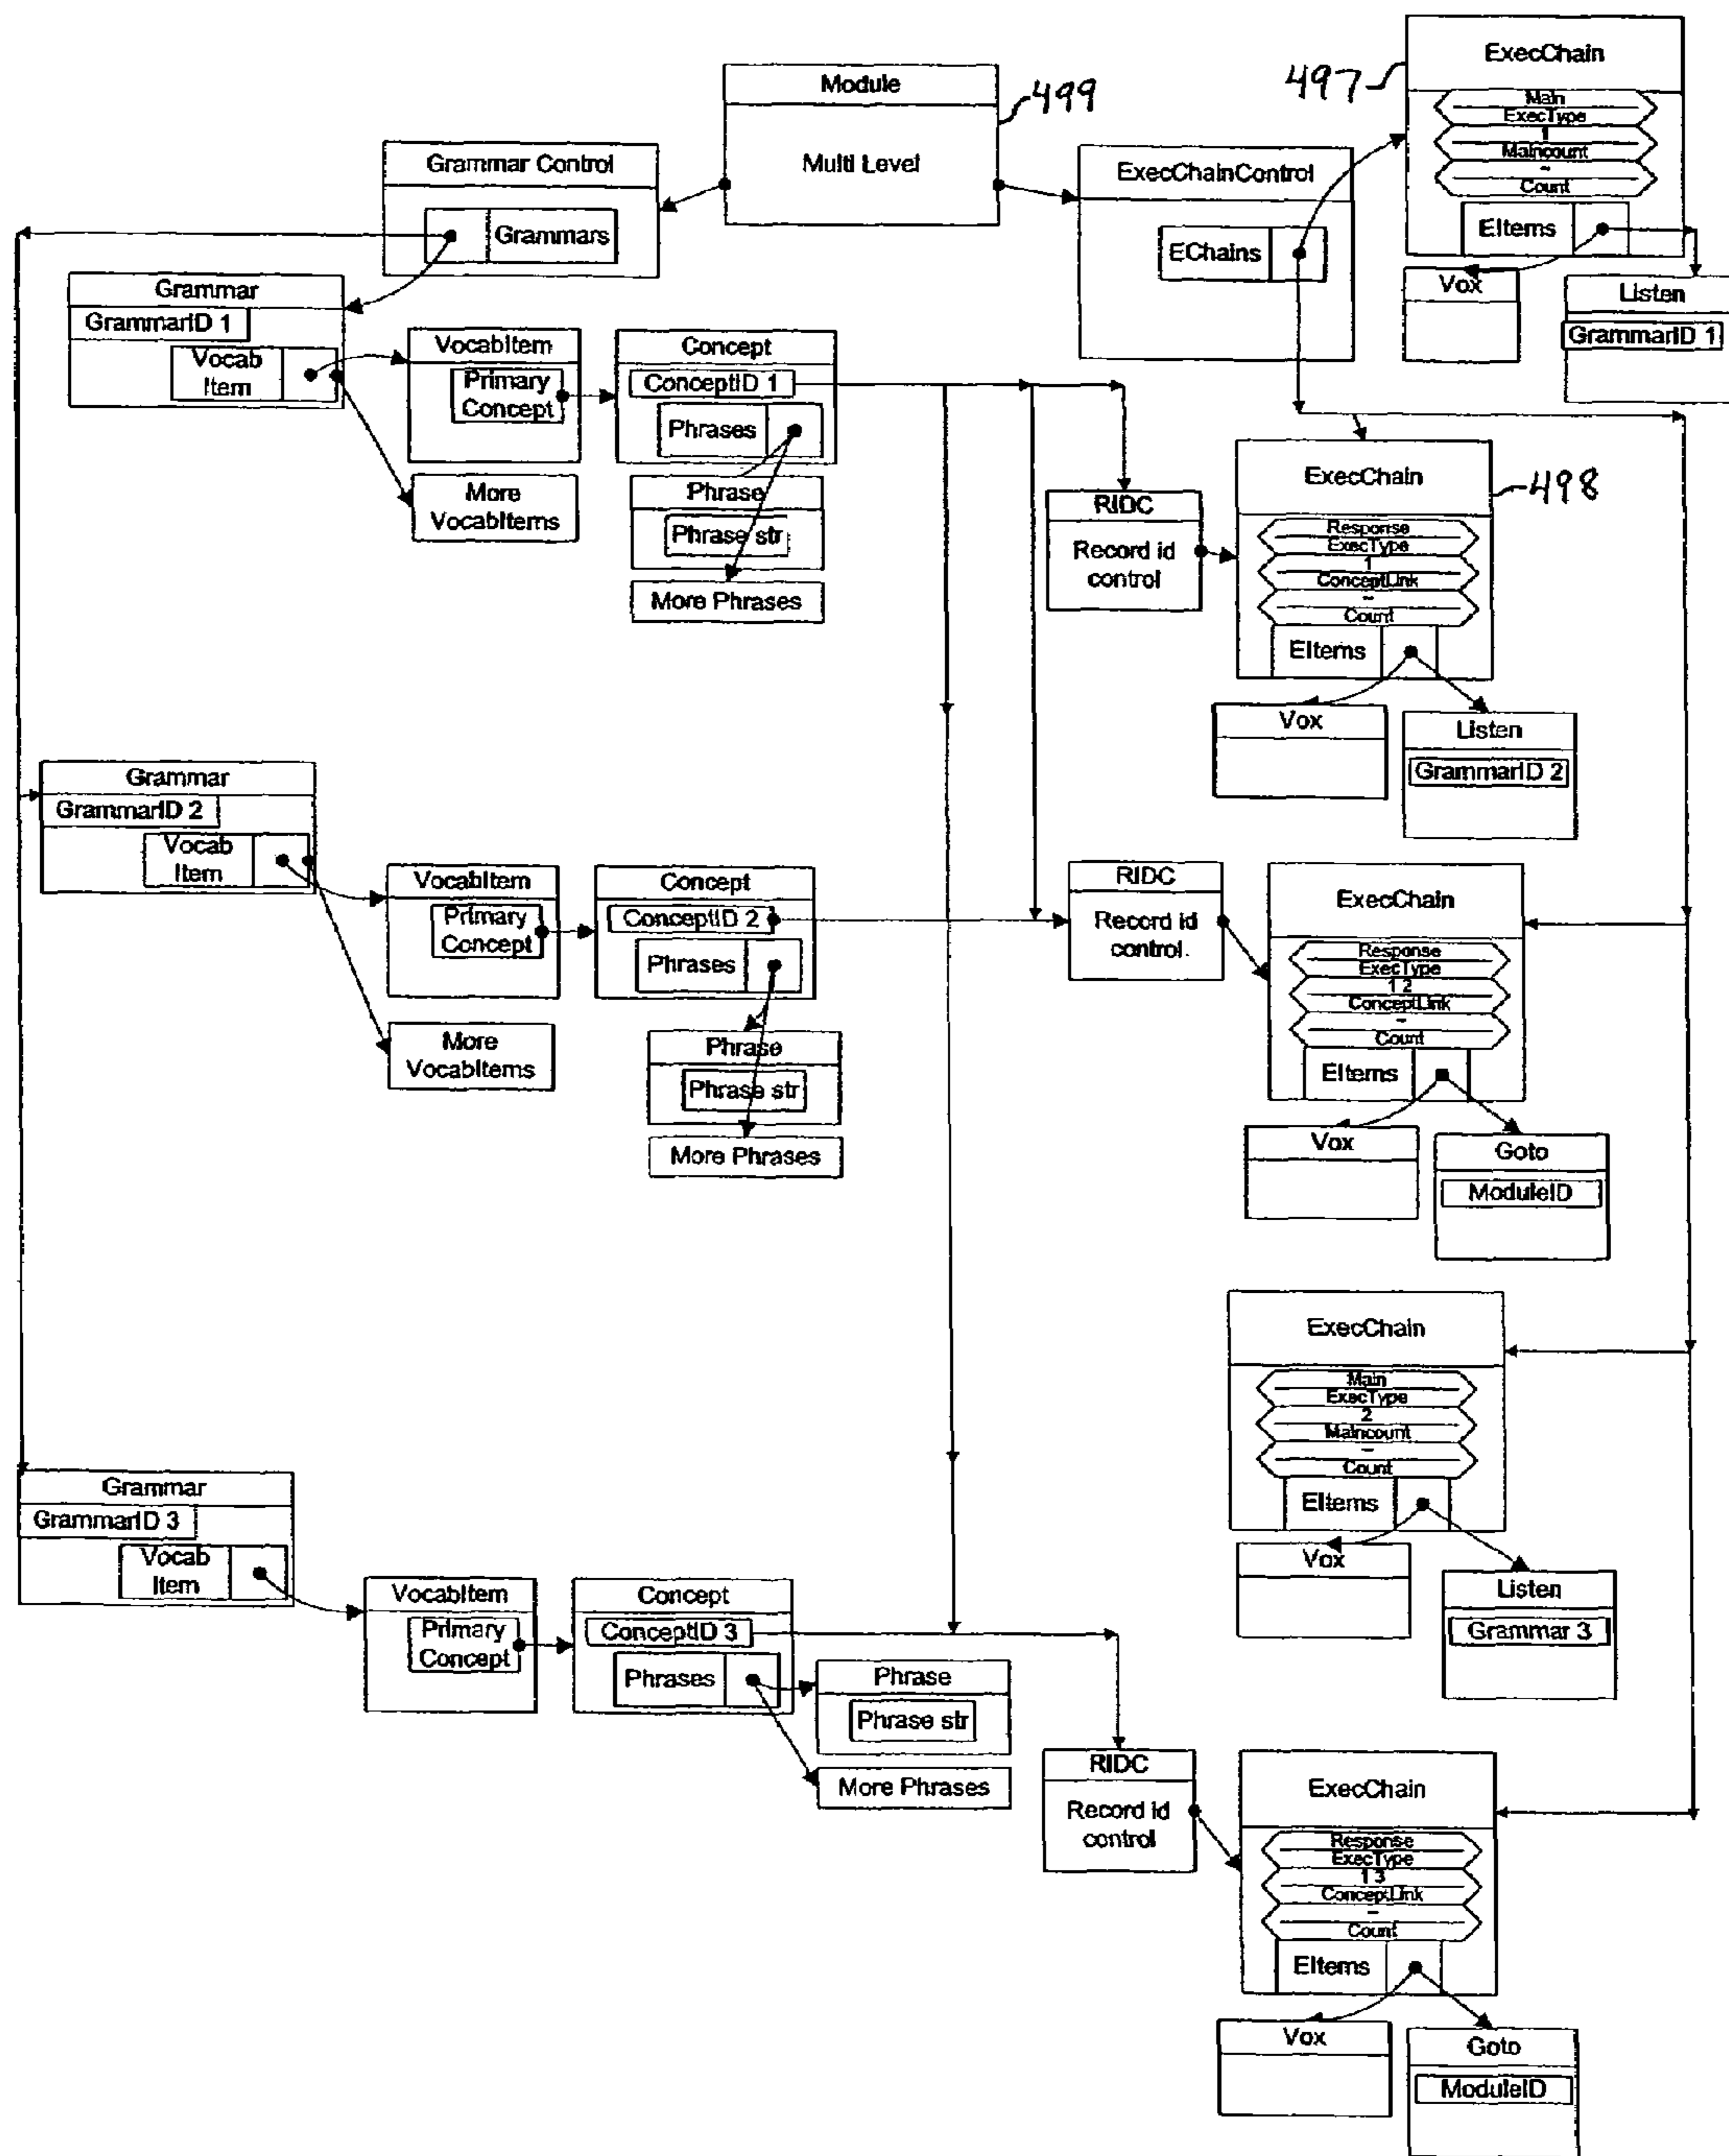 Module
499
Multi Level
497
ExecChain
Main
ExecType
1
Maincount
~
Count
EItems
Vox
Listen
GrammarID 1
Grammar Control
Grammars
ExecChainControl
EChains
Grammar
GrammarID 1
Vocab
Item
VocabItem
Primary
Concept
More
VocabItems
Concept
ConceptID 1
Phrases
Phrase
Phrase str
More Phrases
RIDC
Record id
control
ExecChain
498
Response
ExecType
1
ConceptLink
~
Count
EItems
Vox
Listen
GrammarID 2
Grammar
GrammarID 2
Vocab
Item
VocabItem
Primary
Concept
More
VocabItems
Concept
ConceptID 2
Phrases
Phrase
Phrase str
More Phrases
RIDC
Record id
control
ExecChain
Response
ExecType
1 2
ConceptLink
~
Count
EItems
Vox
Goto
ModuleID
ExecChain
Main
ExecType
2
Maincount
~
Count
EItems
Vox
Listen
Grammar 3
Grammar
GrammarID 3
Vocab
Item
VocabItem
Primary
Concept
Concept
ConceptID 3
Phrases
Phrase
Phrase str
More Phrases
RIDC
Record id
control
ExecChain
Response
ExecType
1 3
ConceptLink
~
Count
EItems
Vox
Goto
ModuleID